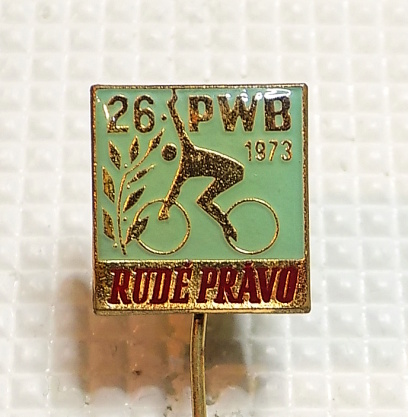 26. PWB
1973
RUDÉ PRÁVO